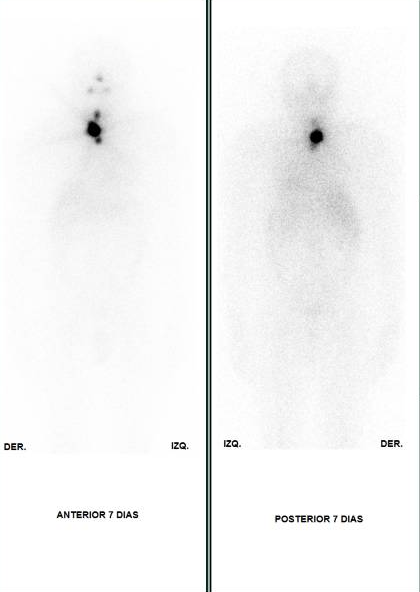 DER. IZQ.
ANTERIOR 7 DIAS
IZQ. DER.
POSTERIOR 7 DIAS